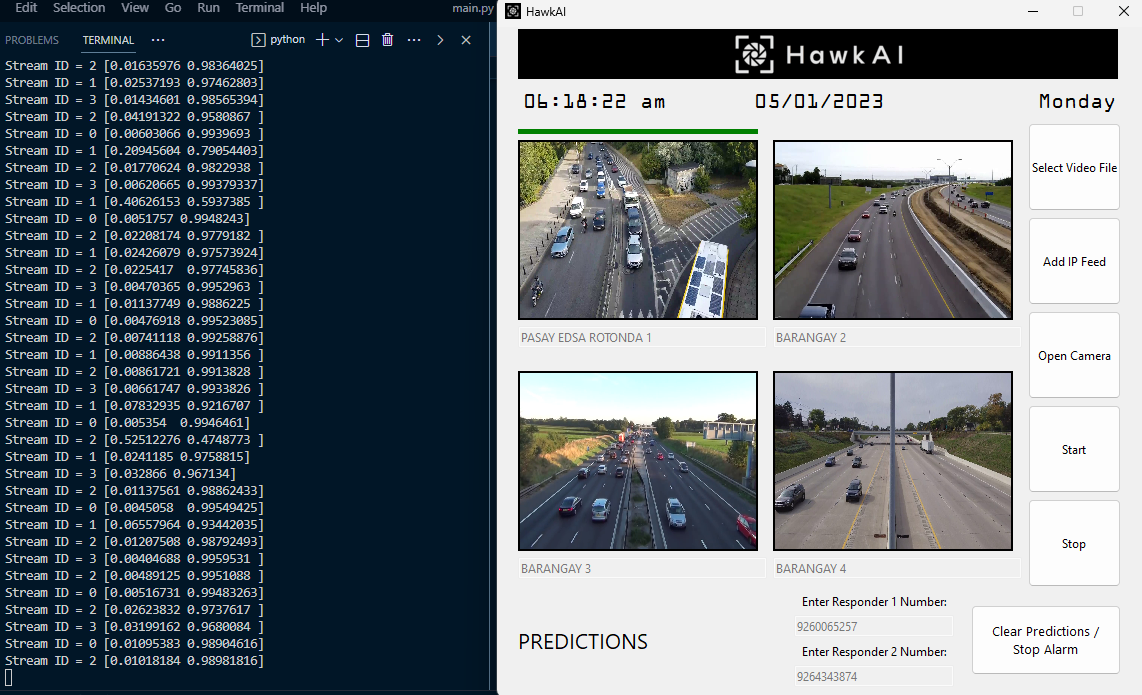 Edit Selection View Go Run Terminal Help main.py
PROBLEMS TERMINAL ··· python ···
Stream ID = 2 [0.01635976 0.98364025]
Stream ID = 1 [0.02537193 0.97462803]
Stream ID = 3 [0.01434601 0.98565394]
Stream ID = 2 [0.04191322 0.9580867 ]
Stream ID = 0 [0.00603066 0.9939693 ]
Stream ID = 1 [0.20945604 0.79054403]
Stream ID = 2 [0.01770624 0.9822938 ]
Stream ID = 3 [0.00620665 0.99379337]
Stream ID = 1 [0.40626153 0.5937385 ]
Stream ID = 0 [0.0051757 0.9948243]
Stream ID = 2 [0.02208174 0.9779182 ]
Stream ID = 1 [0.02426079 0.97573924]
Stream ID = 2 [0.0225417  0.97745836]
Stream ID = 3 [0.00470365 0.9952963 ]
Stream ID = 1 [0.01137749 0.9886225 ]
Stream ID = 0 [0.00476918 0.99523085]
Stream ID = 2 [0.00741118 0.99258876]
Stream ID = 1 [0.00886438 0.9911356 ]
Stream ID = 2 [0.00861721 0.9913828 ]
Stream ID = 3 [0.00661747 0.9933826 ]
Stream ID = 1 [0.07832935 0.9216707 ]
Stream ID = 0 [0.005354  0.9946461]
Stream ID = 2 [0.52512276 0.4748773 ]
Stream ID = 1 [0.0241185 0.9758815]
Stream ID = 3 [0.032866 0.967134]
Stream ID = 2 [0.01137561 0.98862433]
Stream ID = 0 [0.0045058  0.99549425]
Stream ID = 1 [0.06557964 0.93442035]
Stream ID = 2 [0.01207508 0.98792493]
Stream ID = 3 [0.00404688 0.9959531 ]
Stream ID = 2 [0.00489125 0.9951088 ]
Stream ID = 0 [0.00516731 0.99483263]
Stream ID = 2 [0.02623832 0.9737617 ]
Stream ID = 3 [0.03199162 0.9680084 ]
Stream ID = 0 [0.01095383 0.98904616]
Stream ID = 2 [0.01018184 0.98981816]
HawkAI
HawkAI
06:18:22 am 05/01/2023 Monday
Select Video File
PASAY EDSA ROTONDA 1 BARANGAY 2
Add IP Feed
Open Camera
Start
Stop
BARANGAY 3 BARANGAY 4
PREDICTIONS
Enter Responder 1 Number:
9260065257
Enter Responder 2 Number:
9264343874
Clear Predictions /
Stop Alarm